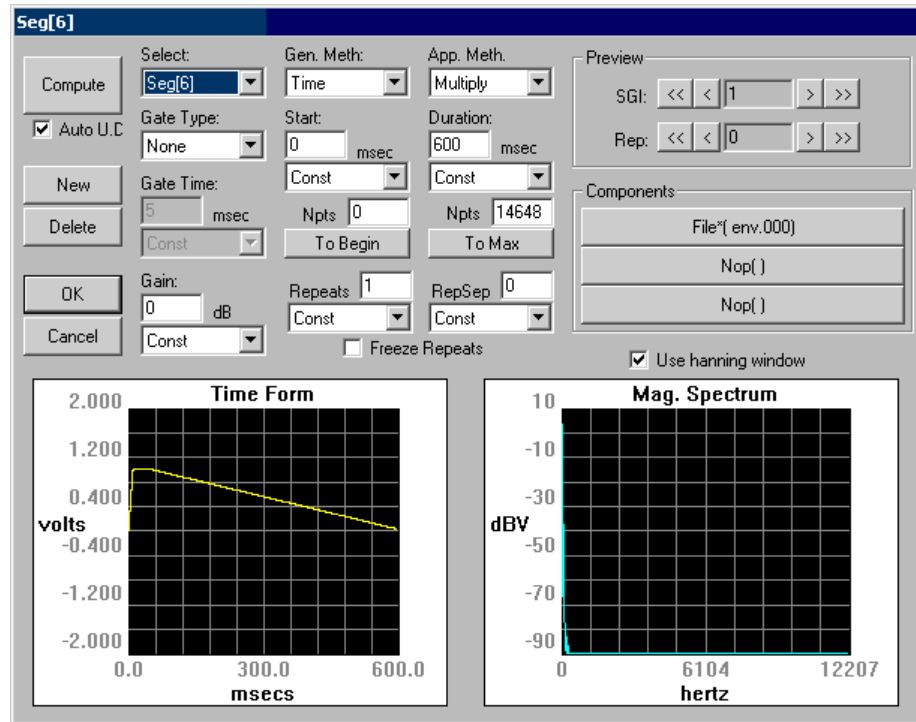 Seg[6]
Compute
Auto U.D
New
Delete
OK
Cancel
Select:
Seg[6]
Gate Type:
None
Gate Time:
5 msec
Const
Gain:
0 dB
Const
Gen. Meth:
Time
Start:
0 msec
Const
Npts 0
To Begin
Repeats 1
Const
App. Meth.
Multiply
Duration:
600 msec
Const
Npts 14648
To Max
RepSep 0
Const
Freeze Repeats
Preview
SGI: << < 1 > >>
Rep: << < 0 > >>
Components
File*( env.000)
Nop( )
Nop( )
Use hanning window
Time Form
2.000
1.200
0.400
volts
-0.400
-1.200
-2.000
0.0 300.0 600.0
msecs
Mag. Spectrum
10
-10
-30
dBV
-50
-70
-90
0 6104 12207
hertz